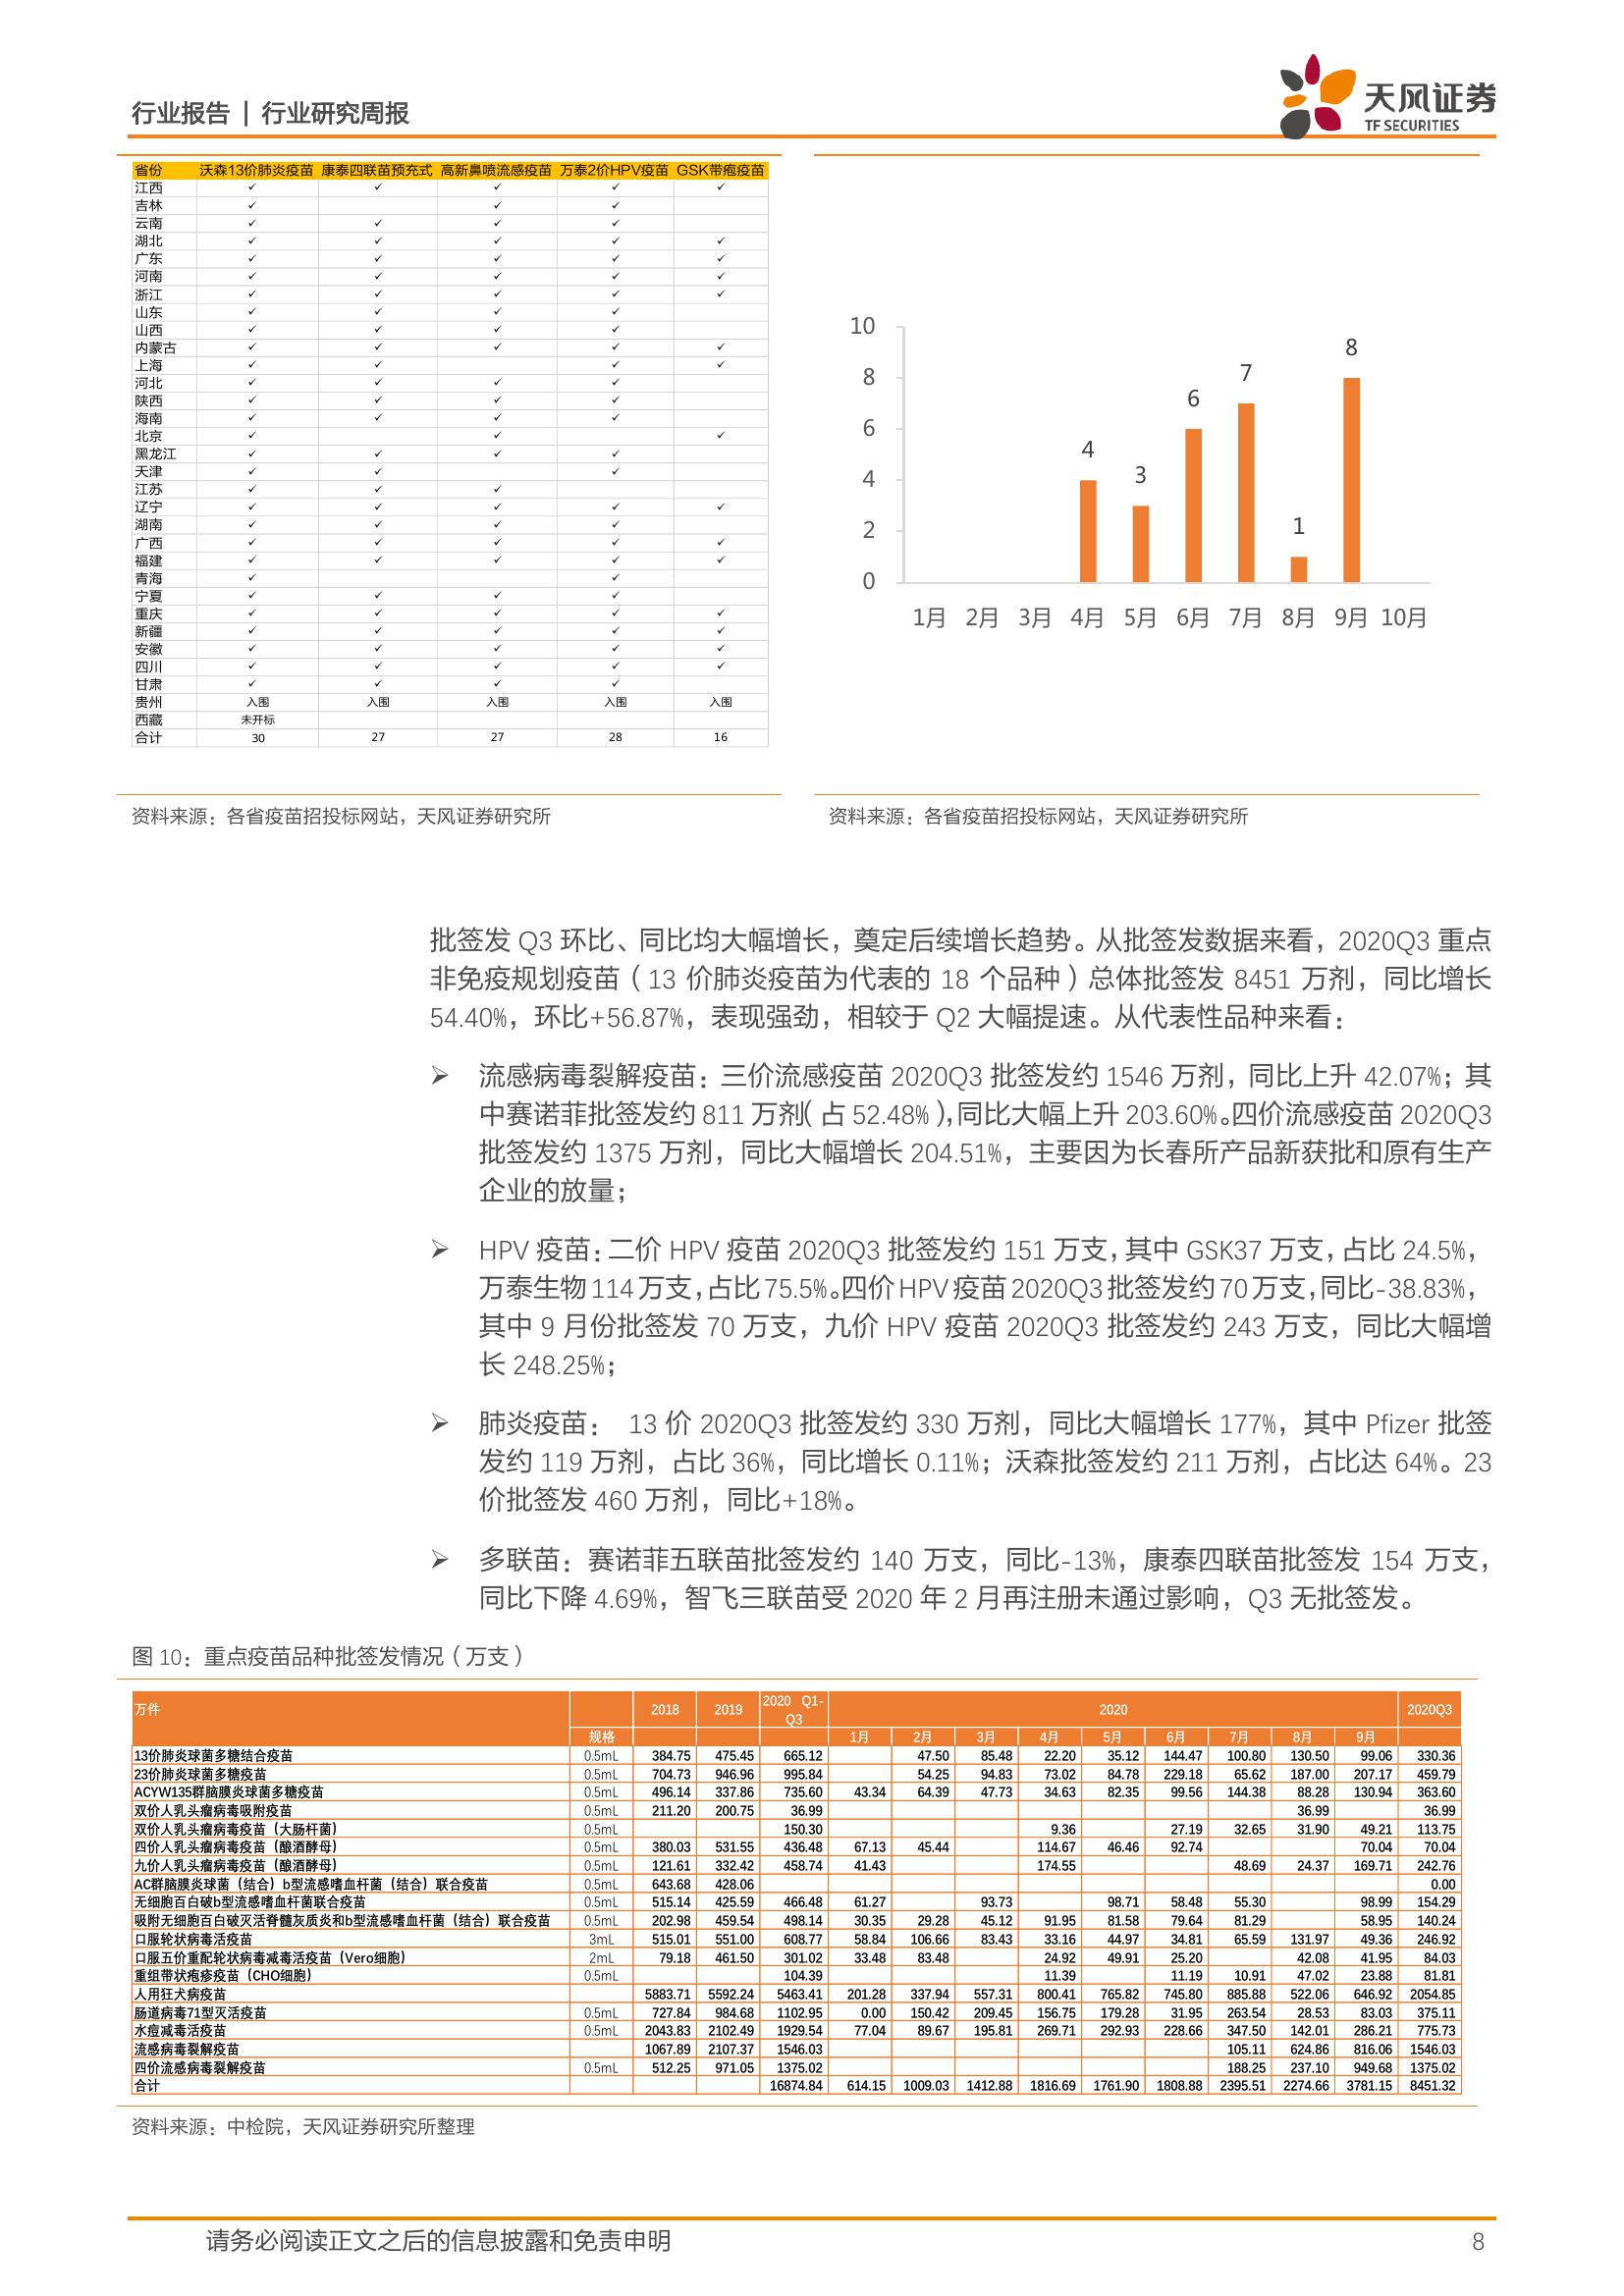 行业报告 | 行业研究周报
天风证券
TF SECURITIES
省份 沃森13价肺炎疫苗 康泰四联苗预充式 高新鼻喷流感疫苗 万泰2价HPV疫苗 GSK带疱疫苗
江西 ✓ ✓ ✓ ✓ ✓
吉林 ✓ ✓ ✓
云南 ✓ ✓ ✓ ✓
湖北 ✓ ✓ ✓ ✓ ✓
广东 ✓ ✓ ✓ ✓ ✓
河南 ✓ ✓ ✓ ✓ ✓
浙江 ✓ ✓ ✓ ✓ ✓
山东 ✓ ✓ ✓ ✓
山西 ✓ ✓ ✓ ✓
内蒙古 ✓ ✓ ✓ ✓ ✓
上海 ✓ ✓ ✓ ✓
河北 ✓ ✓ ✓ ✓
陕西 ✓ ✓ ✓ ✓
海南 ✓ ✓ ✓ ✓
北京 ✓ ✓ ✓
黑龙江 ✓ ✓ ✓ ✓
天津 ✓ ✓ ✓
江苏 ✓ ✓ ✓
辽宁 ✓ ✓ ✓ ✓ ✓
湖南 ✓ ✓ ✓ ✓
广西 ✓ ✓ ✓ ✓ ✓
福建 ✓ ✓ ✓ ✓ ✓
青海 ✓ ✓
宁夏 ✓ ✓ ✓ ✓
重庆 ✓ ✓ ✓ ✓ ✓
新疆 ✓ ✓ ✓ ✓ ✓
安徽 ✓ ✓ ✓ ✓ ✓
四川 ✓ ✓ ✓ ✓ ✓
甘肃 ✓ ✓ ✓ ✓
贵州 入围 入围 入围 入围 入围
西藏 未开标
合计 30 27 27 28 16
10
8
6
4
2
0
4 3 6 7 1 8
1月 2月 3月 4月 5月 6月 7月 8月 9月 10月
资料来源：各省疫苗招投标网站，天风证券研究所
资料来源：各省疫苗招投标网站，天风证券研究所
批签发 Q3 环比、同比均大幅增长，奠定后续增长趋势。从批签发数据来看，2020Q3 重点
非免疫规划疫苗（13 价肺炎疫苗为代表的 18 个品种）总体批签发 8451 万剂，同比增长
54.40%，环比+56.87%，表现强劲，相较于 Q2 大幅提速。从代表性品种来看：
➢ 流感病毒裂解疫苗：三价流感疫苗 2020Q3 批签发约 1546 万剂，同比上升 42.07%；其
中赛诺菲批签发约 811 万剂（占 52.48%），同比大幅上升 203.60%。四价流感疫苗 2020Q3
批签发约 1375 万剂，同比大幅增长 204.51%，主要因为长春所产品新获批和原有生产
企业的放量；
➢ HPV 疫苗：二价 HPV 疫苗 2020Q3 批签发约 151 万支，其中 GSK37 万支，占比 24.5%，
万泰生物 114 万支，占比 75.5%。四价 HPV 疫苗 2020Q3 批签发约 70 万支，同比-38.83%，
其中 9 月份批签发 70 万支，九价 HPV 疫苗 2020Q3 批签发约 243 万支，同比大幅增
长 248.25%；
➢ 肺炎疫苗： 13 价 2020Q3 批签发约 330 万剂，同比大幅增长 177%，其中 Pfizer 批签
发约 119 万剂，占比 36%，同比增长 0.11%；沃森批签发约 211 万剂，占比达 64%。23
价批签发 460 万剂，同比+18%。
➢ 多联苗：赛诺菲五联苗批签发约 140 万支，同比-13%，康泰四联苗批签发 154 万支，
同比下降 4.69%，智飞三联苗受 2020 年 2 月再注册未通过影响，Q3 无批签发。
图 10：重点疫苗品种批签发情况（万支）
万件 2018 2019 2020 Q1-Q3 2020 2020Q3
规格 1月 2月 3月 4月 5月 6月 7月 8月 9月
13价肺炎球菌多糖结合疫苗 0.5mL 384.75 475.45 665.12 47.50 85.48 22.20 35.12 144.47 100.80 130.50 99.06 330.36
23价肺炎球菌多糖疫苗 0.5mL 704.73 946.96 995.84 54.25 94.83 73.02 84.78 229.18 65.62 187.00 207.17 459.79
ACYW135群脑膜炎球菌多糖疫苗 0.5mL 496.14 337.86 735.60 43.34 64.39 47.73 34.63 82.35 99.56 144.38 88.28 130.94 363.60
双价人乳头瘤病毒吸附疫苗 0.5mL 211.20 200.75 36.99 36.99 36.99
双价人乳头瘤病毒疫苗（大肠杆菌） 0.5mL 150.30 9.36 27.19 32.65 31.90 49.21 113.75
四价人乳头瘤病毒疫苗（酿酒酵母） 0.5mL 380.03 531.55 436.48 67.13 45.44 114.67 46.46 92.74 70.04 70.04
九价人乳头瘤病毒疫苗（酿酒酵母） 0.5mL 121.61 332.42 458.74 41.43 174.55 48.69 24.37 169.71 242.76
AC群脑膜炎球菌（结合）b型流感嗜血杆菌（结合）联合疫苗 0.5mL 643.68 428.06 0.00
无细胞百白破b型流感嗜血杆菌联合疫苗 0.5mL 515.14 425.59 466.48 61.27 93.73 98.71 58.48 55.30 98.99 154.29
吸附无细胞百白破灭活脊髓灰质炎和b型流感嗜血杆菌（结合）联合疫苗 0.5mL 202.98 459.54 498.14 30.35 29.28 45.12 91.95 81.58 79.64 81.29 58.95 140.24
口服轮状病毒活疫苗 3mL 515.01 551.00 608.77 58.84 106.66 83.43 33.16 44.97 34.81 65.59 131.97 49.36 246.92
口服五价重配轮状病毒减毒活疫苗（Vero细胞） 2mL 79.18 461.50 301.02 33.48 83.48 24.92 49.91 25.20 42.08 41.95 84.03
重组带状疱疹疫苗（CHO细胞） 0.5mL 104.39 11.39 11.19 10.91 47.02 23.88 81.81
人用狂犬病疫苗 5883.71 5592.24 5463.41 201.28 337.94 557.31 800.41 765.82 745.80 885.88 522.06 646.92 2054.85
肠道病毒71型灭活疫苗 0.5mL 727.84 984.68 1102.95 0.00 150.42 209.45 156.75 179.28 31.95 263.54 28.53 83.03 375.11
水痘减毒活疫苗 0.5mL 2043.83 2102.49 1929.54 77.04 89.67 195.81 269.71 292.93 228.66 347.50 142.01 286.21 775.73
流感病毒裂解疫苗 1067.89 2107.37 1546.03 105.11 624.86 816.06 1546.03
四价流感病毒裂解疫苗 0.5mL 512.25 971.05 1375.02 188.25 237.10 949.68 1375.02
合计 16874.84 614.15 1009.03 1412.88 1816.69 1761.90 1808.88 2395.51 2274.66 3781.15 8451.32
资料来源：中检院，天风证券研究所整理
请务必阅读正文之后的信息披露和免责申明 8